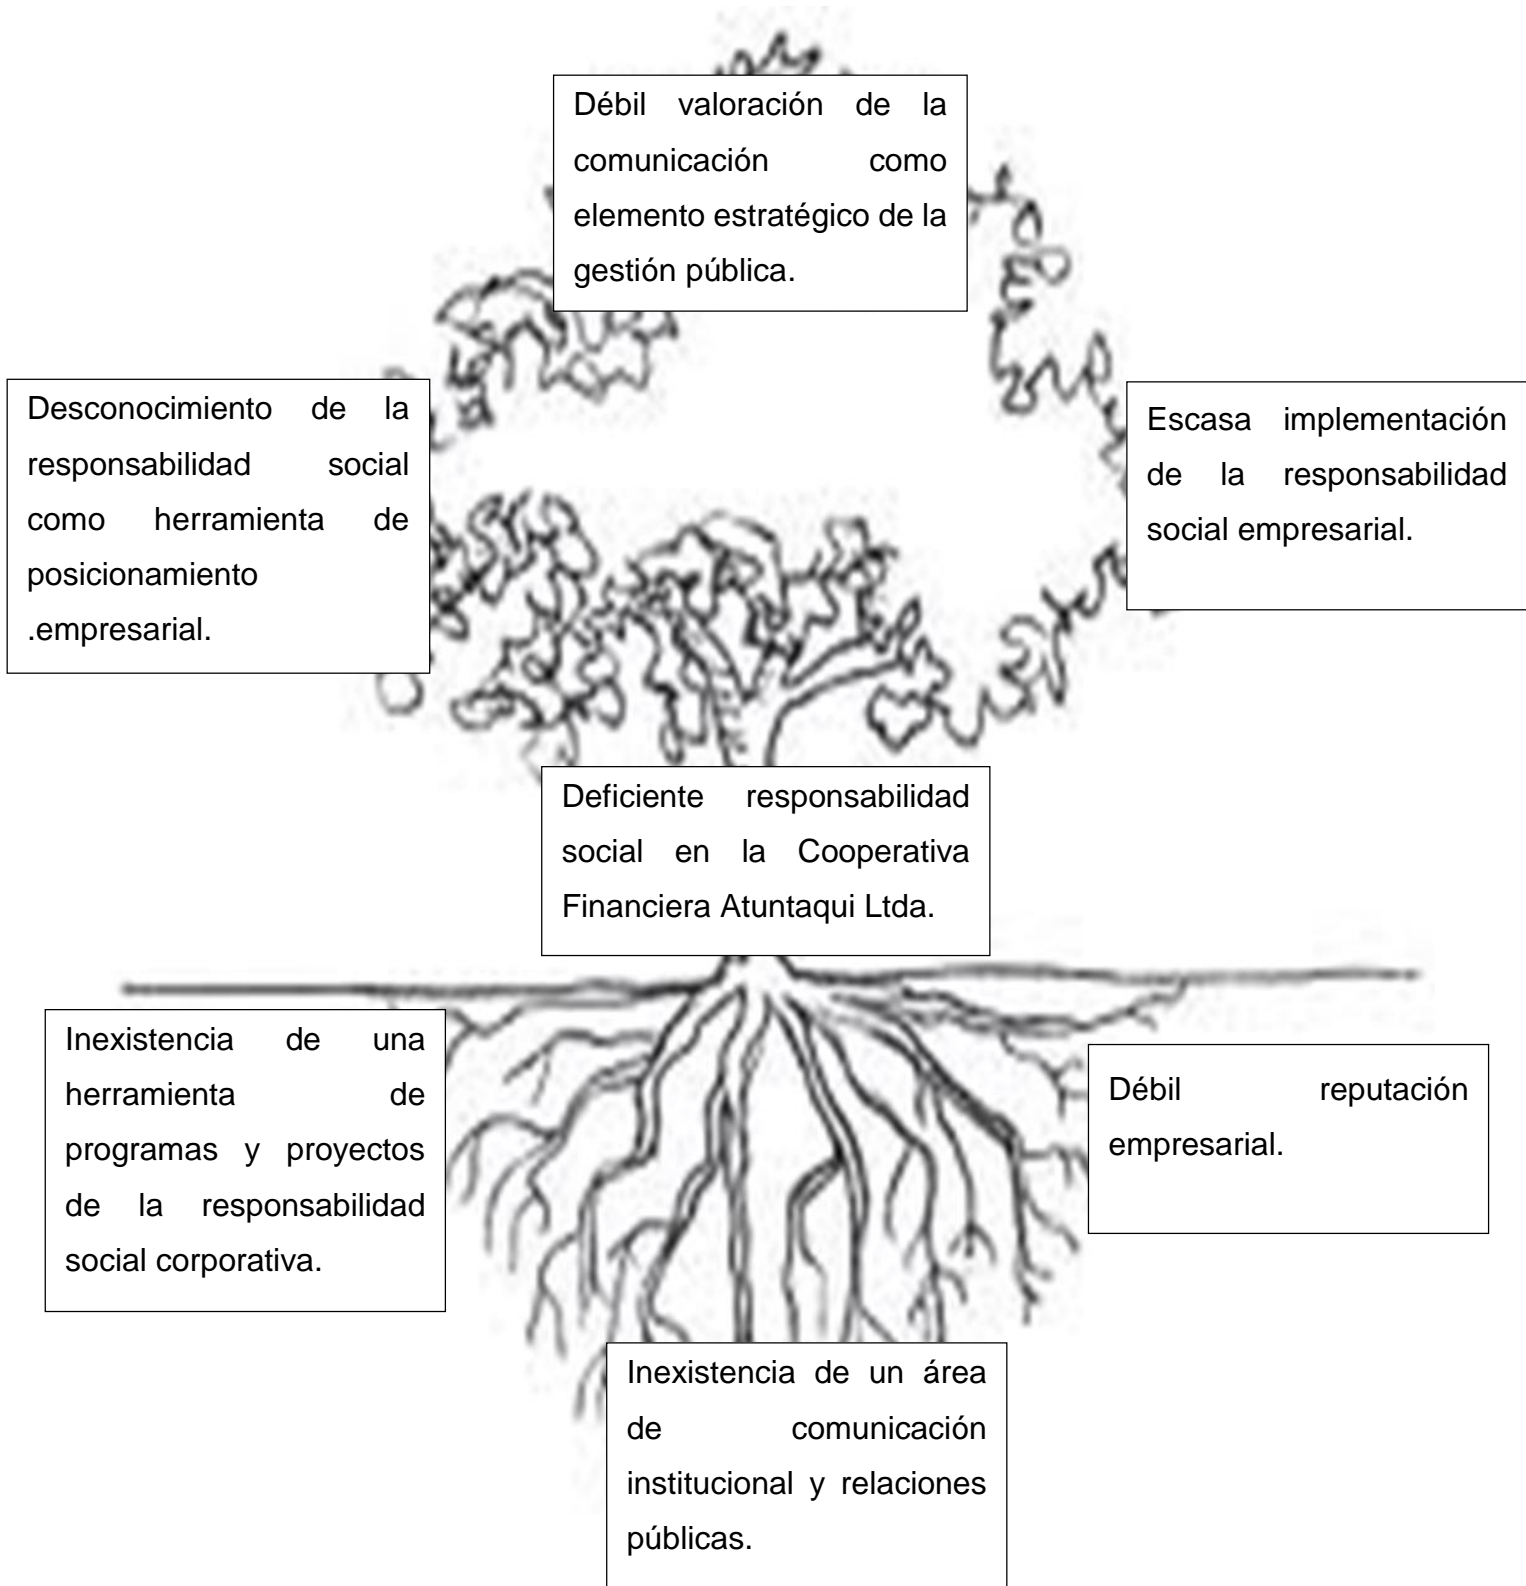 Débil valoración de la
comunicación como
elemento estratégico de la
gestión pública.
Desconocimiento de la
responsabilidad social
como herramienta de
posicionamiento
.empresarial.
Escasa implementación
de la responsabilidad
social empresarial.
Deficiente responsabilidad
social en la Cooperativa
Financiera Atuntaqui Ltda.
Inexistencia de una
herramienta de
programas y proyectos
de la responsabilidad
social corporativa.
Débil reputación
empresarial.
Inexistencia de un área
de comunicación
institucional y relaciones
públicas.